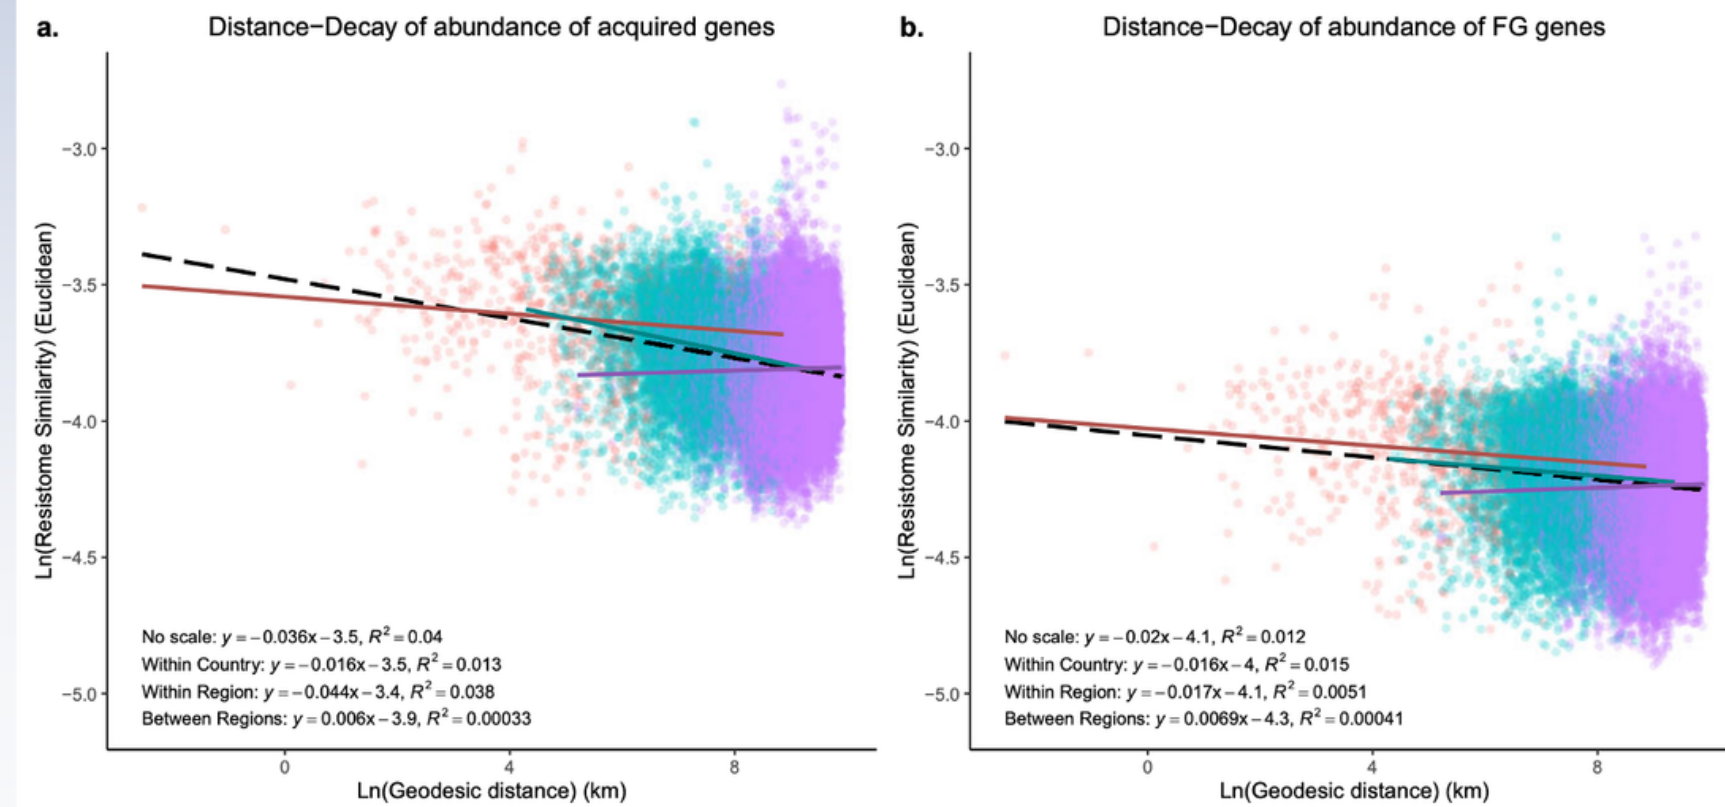 a.
Distance−Decay of abundance of acquired genes
Ln(Resistome Similarity) (Euclidean)
−3.0
−3.5
−4.0
−4.5
−5.0
No scale: y = −0.036x − 3.5, R² = 0.04
Within Country: y = −0.016x − 3.5, R² = 0.013
Within Region: y = −0.044x − 3.4, R² = 0.038
Between Regions: y = 0.006x − 3.9, R² = 0.00033
0 4 8
Ln(Geodesic distance) (km)
b.
Distance−Decay of abundance of FG genes
Ln(Resistome Similarity) (Euclidean)
−3.0
−3.5
−4.0
−4.5
−5.0
No scale: y = −0.02x − 4.1, R² = 0.012
Within Country: y = −0.016x − 4, R² = 0.015
Within Region: y = −0.017x − 4.1, R² = 0.0051
Between Regions: y = 0.0069x − 4.3, R² = 0.00041
0 4 8
Ln(Geodesic distance) (km)